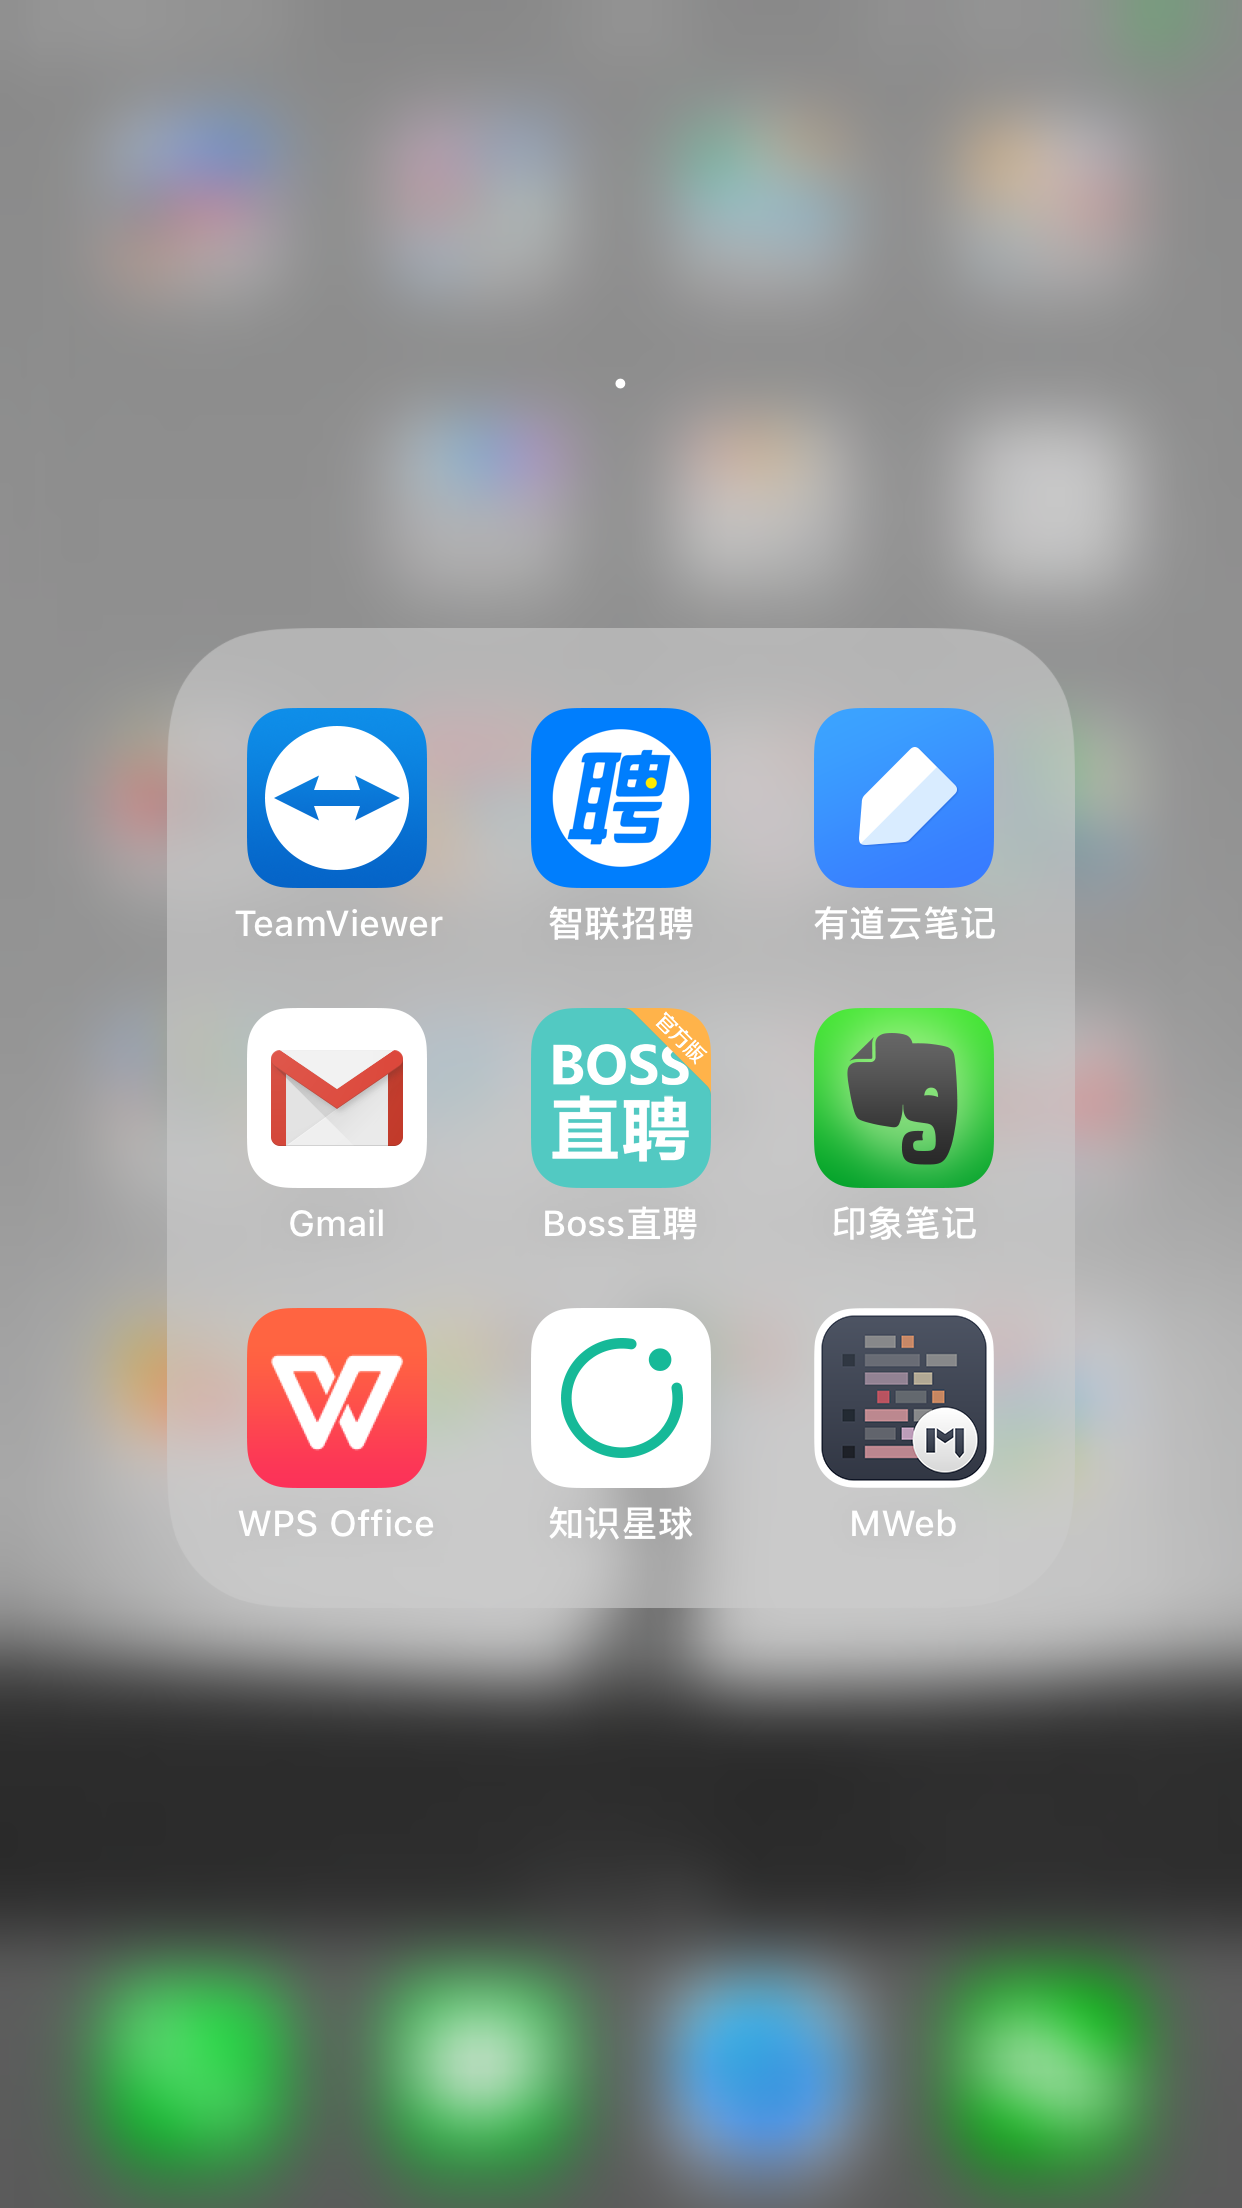 聘
TeamViewer
智联招聘
有道云笔记
官方版
BOSS
直聘
Gmail
Boss直聘
印象笔记
WPS Office
知识星球
MWeb